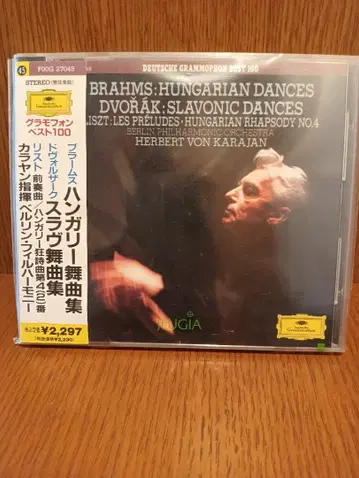 45
F00G 27049
STEREO
グラモフォン
ベスト100
ブラームス
ハンガリー舞曲集
ドヴォルザーク
スラヴ舞曲集
リスト 前奏曲/ハンガリー狂詩曲第4(2)番
カラヤン指揮 ベルリン・フィルハーモニー
¥2,297
DEUTSCHE GRAMMOPHON BEST 100
BRAHMS:HUNGARIAN DANCES
DVOŘÁK:SLAVONIC DANCES
LISZT:LES PRÉLUDES・HUNGARIAN RHAPSODY NO.4
BERLIN PHILHARMONIC ORCHESTRA
HERBERT VON KARAJAN